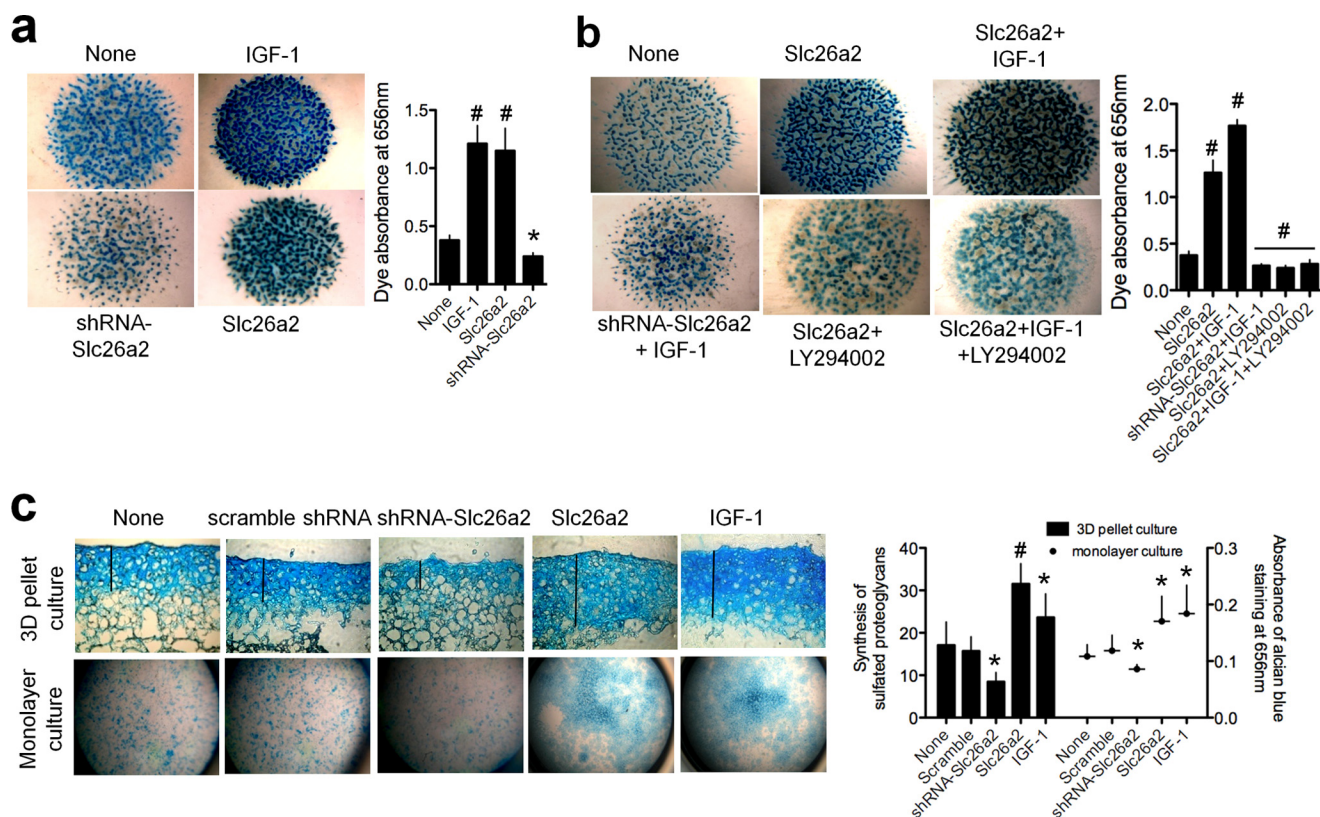 a
None
IGF-1
shRNA-
Slc26a2
Slc26a2
Dye absorbance at 656nm
1.5
1.0
0.5
0.0
#
#
*
None
IGF-1
Slc26a2
shRNA-Slc26a2
b
None
Slc26a2
Slc26a2+
IGF-1
shRNA-Slc26a2
+ IGF-1
Slc26a2+
LY294002
Slc26a2+IGF-1
+LY294002
Dye absorbance at 656nm
2.0
1.5
1.0
0.5
0.0
#
#
#
None
Slc26a2
Slc26a2+IGF-1
shRNA-Slc26a2+IGF-1
Slc26a2+LY294002
Slc26a2+IGF-1+LY294002
c
None
scramble shRNA
shRNA-Slc26a2
Slc26a2
IGF-1
3D pellet
culture
Monolayer
culture
3D pellet culture
monolayer culture
Synthesis of
sulfated proteoglycans
40
30
20
10
0
*
#
*
*
*
*
0.3
0.2
0.1
0.0
Absorbance of alcian blue
staining at 656nm
None
Scramble
shRNA-Slc26a2
Slc26a2
IGF-1
None
Scramble
shRNA-Slc26a2
Slc26a2
IGF-1